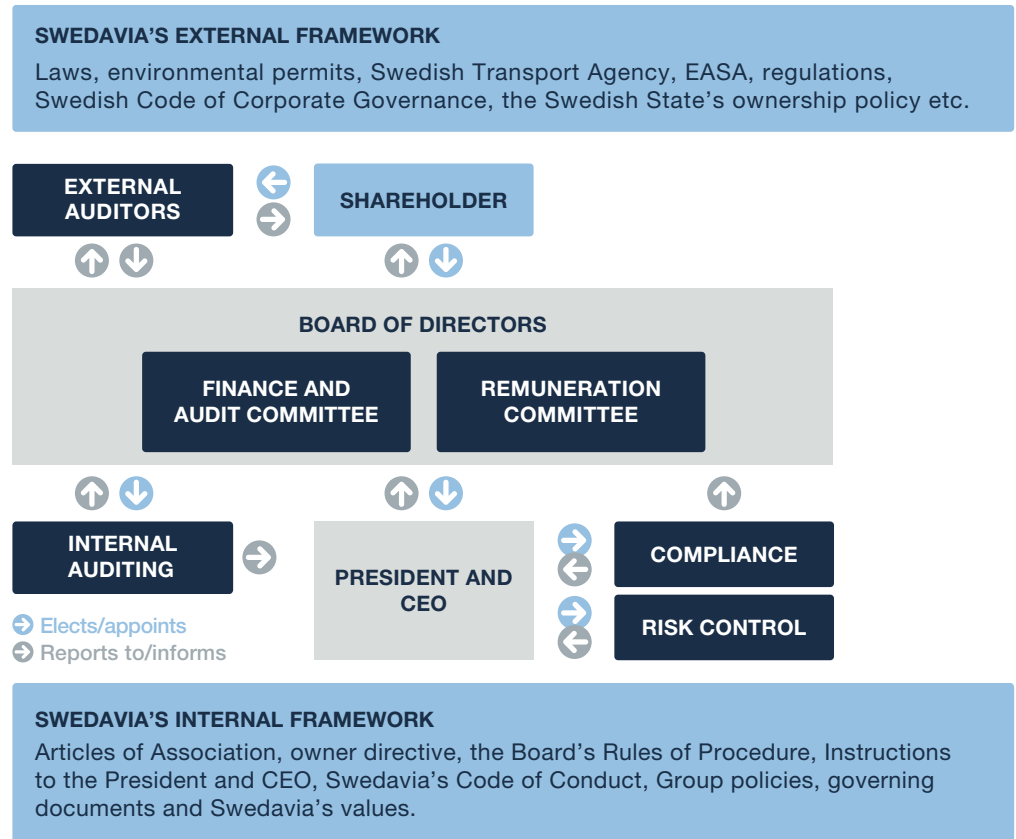 SWEDAVIA’S EXTERNAL FRAMEWORK
Laws, environmental permits, Swedish Transport Agency, EASA, regulations,
Swedish Code of Corporate Governance, the Swedish State’s ownership policy etc.
EXTERNAL
AUDITORS
SHAREHOLDER
BOARD OF DIRECTORS
FINANCE AND
AUDIT COMMITTEE
REMUNERATION
COMMITTEE
INTERNAL
AUDITING
PRESIDENT AND
CEO
COMPLIANCE
RISK CONTROL
Elects/appoints
Reports to/informs
SWEDAVIA’S INTERNAL FRAMEWORK
Articles of Association, owner directive, the Board’s Rules of Procedure, Instructions
to the President and CEO, Swedavia’s Code of Conduct, Group policies, governing
documents and Swedavia’s values.